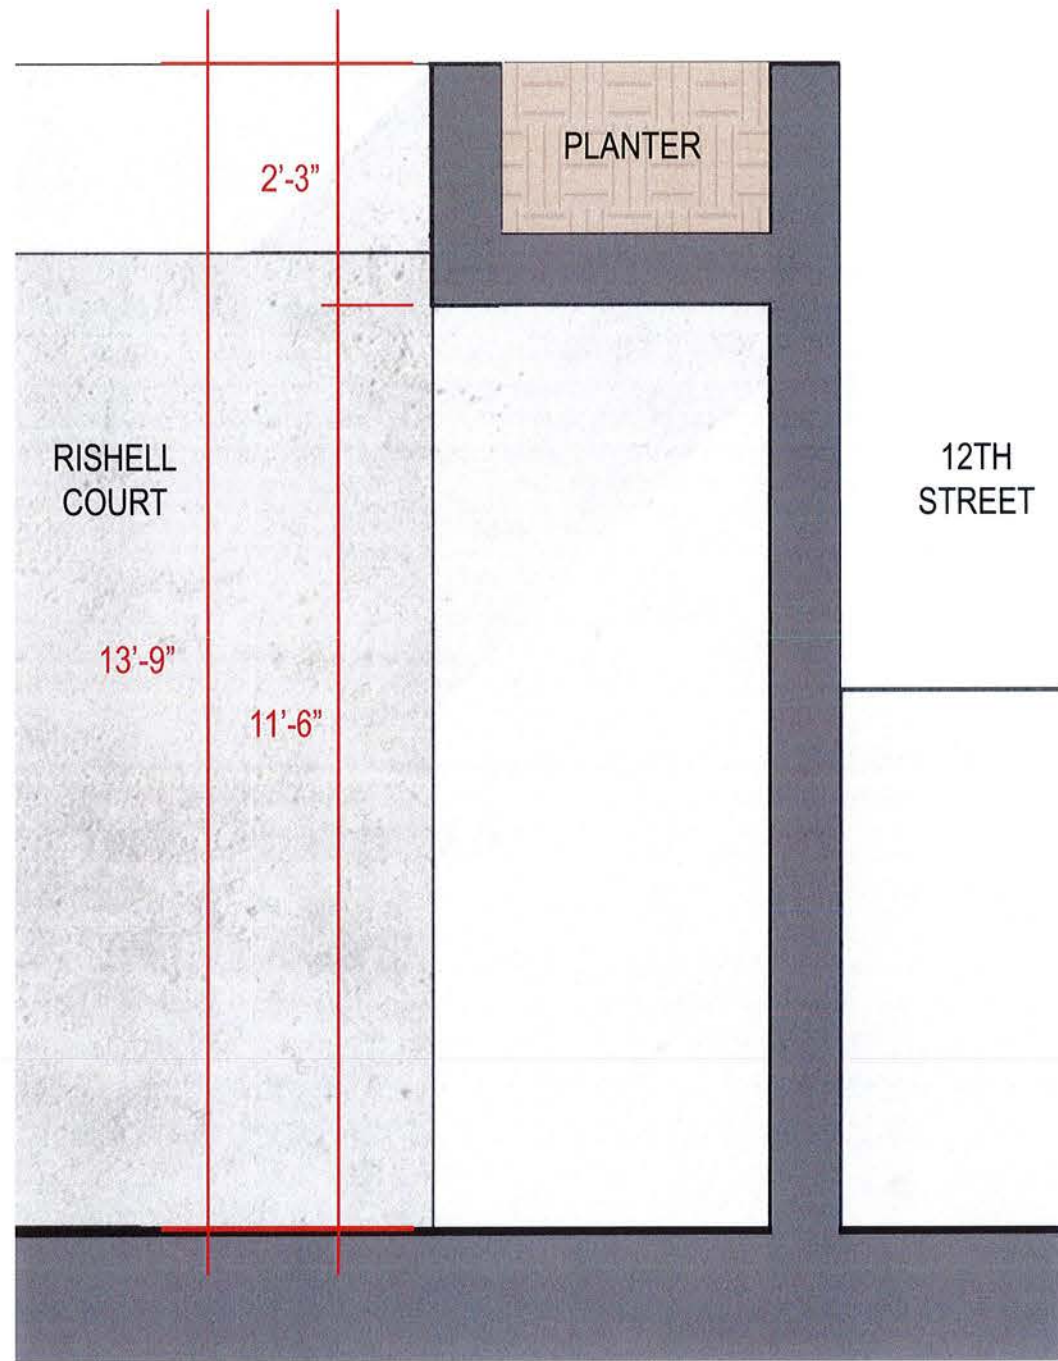 PLANTER
2'-3”
RISHELL
COURT
12TH
STREET
13'-9”
11'-6”